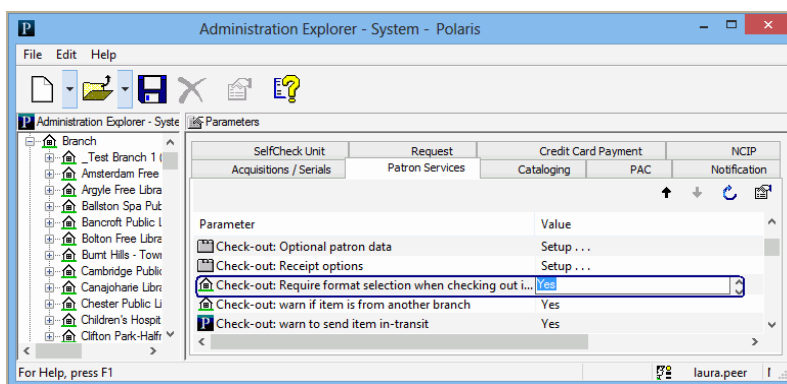 P Administration Explorer - System - Polaris
File Edit Help
P Administration Explorer - Syste Parameters
Branch
_Test Branch 1 (
Amsterdam Free
Argyle Free Libra
Ballston Spa Pub
Bancroft Public L
Bolton Free Libra
Burnt Hills - Town
Cambridge Public
Canajoharie Libra
Chester Public Li
Children's Hospit
Clifton Park-Halfr
SelfCheck Unit Request Credit Card Payment NCIP
Acquisitions / Serials Patron Services Cataloging PAC Notification
Parameter Value
Check-out: Optional patron data Setup . . .
Check-out: Receipt options Setup . . .
Check-out: Require format selection when checking out i... Yes
Check-out: warn if item is from another branch Yes
P Check-out: warn to send item in-transit Yes
For Help, press F1 laura.peer